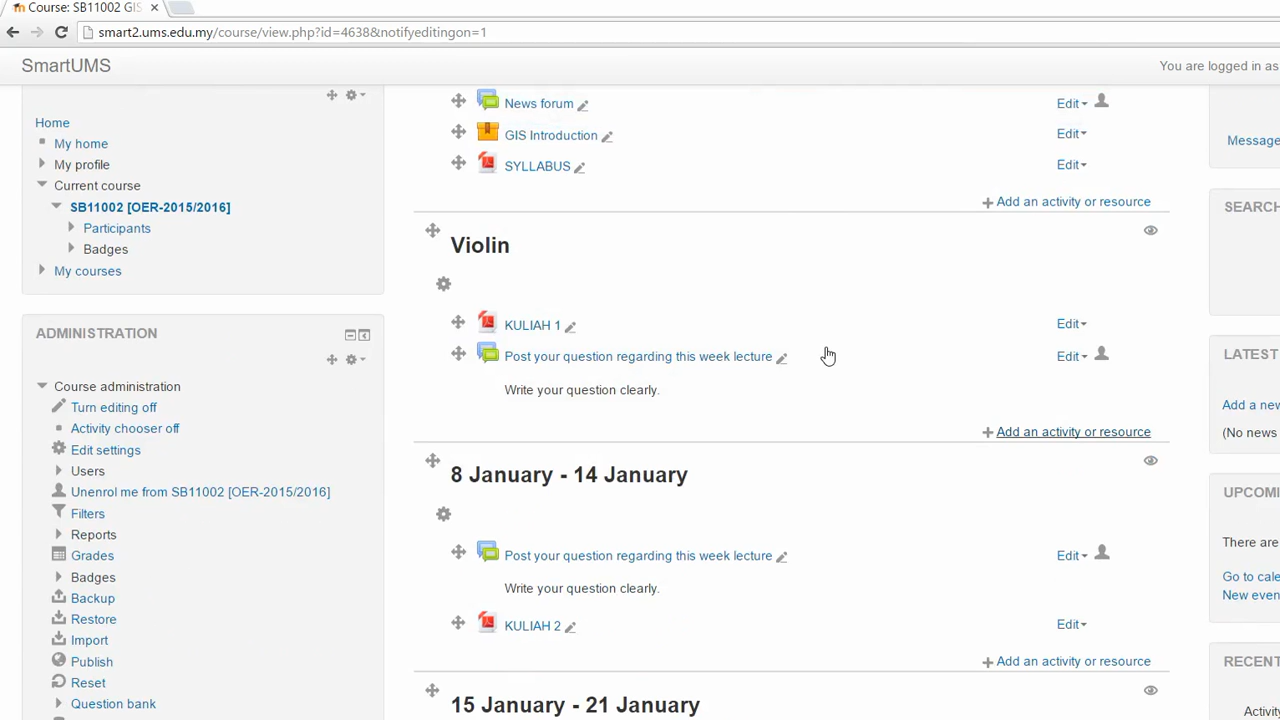 Course: SB11002 GIS
smart2.ums.edu.my/course/view.php?id=4638&notifyeditingon=1
SmartUMS
You are logged in as
Home
My home
My profile
Current course
SB11002 [OER-2015/2016]
Participants
Badges
My courses
ADMINISTRATION
Course administration
Turn editing off
Activity chooser off
Edit settings
Users
Unenrol me from SB11002 [OER-2015/2016]
Filters
Reports
Grades
Badges
Backup
Restore
Import
Publish
Reset
Question bank
News forum Edit
GIS Introduction Edit
SYLLABUS Edit
Add an activity or resource
Violin
KULIAH 1 Edit
Post your question regarding this week lecture Edit
Write your question clearly.
Add an activity or resource
8 January - 14 January
Post your question regarding this week lecture Edit
Write your question clearly.
KULIAH 2 Edit
Add an activity or resource
15 January - 21 January
Message
SEARCH
LATEST
Add a new
(No news
UPCOMI
There are
Go to cale
New even
RECENT
Activity